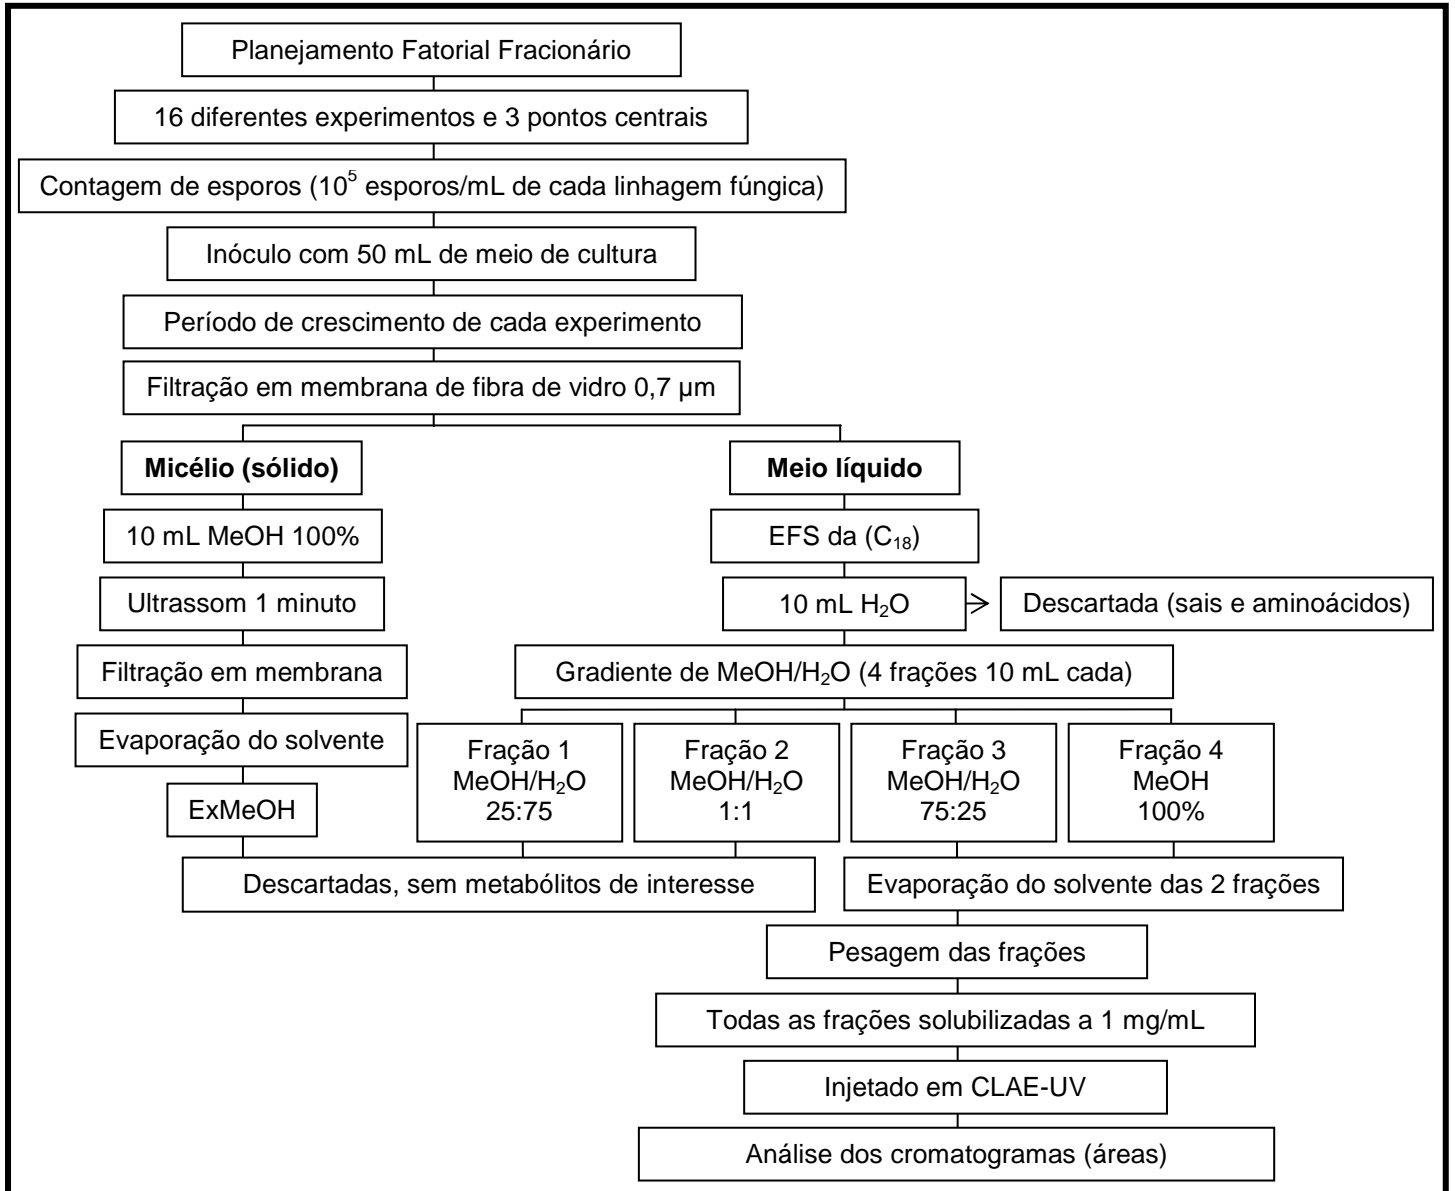 Planejamento Fatorial Fracionário
16 diferentes experimentos e 3 pontos centrais
Contagem de esporos (10⁵ esporos/mL de cada linhagem fúngica)
Inóculo com 50 mL de meio de cultura
Período de crescimento de cada experimento
Filtração em membrana de fibra de vidro 0,7 µm
Micélio (sólido)
10 mL MeOH 100%
Ultrassom 1 minuto
Filtração em membrana
Evaporação do solvente
ExMeOH
Meio líquido
EFS da (C₁₈)
10 mL H₂O
Descartada (sais e aminoácidos)
Gradiente de MeOH/H₂O (4 frações 10 mL cada)
Fração 1
MeOH/H₂O
25:75
Fração 2
MeOH/H₂O
1:1
Fração 3
MeOH/H₂O
75:25
Fração 4
MeOH
100%
Descartadas, sem metabólitos de interesse
Evaporação do solvente das 2 frações
Pesagem das frações
Todas as frações solubilizadas a 1 mg/mL
Injetado em CLAE-UV
Análise dos cromatogramas (áreas)